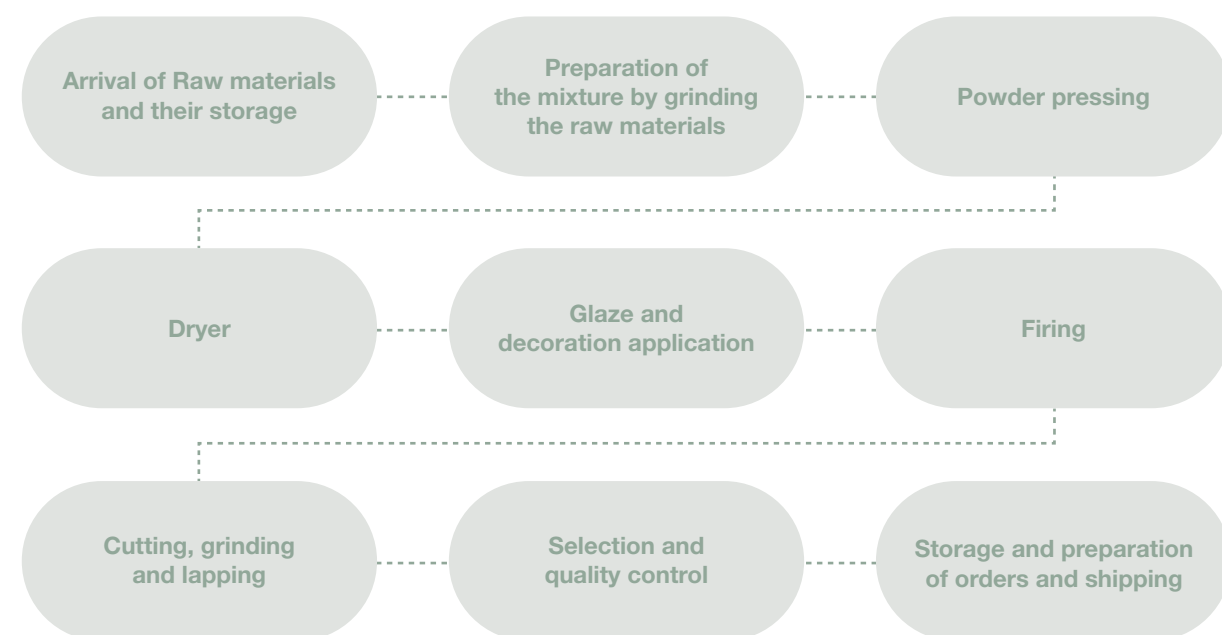 Arrival of Raw materials
and their storage
Preparation of
the mixture by grinding
the raw materials
Powder pressing
Dryer
Glaze and
decoration application
Firing
Cutting, grinding
and lapping
Selection and
quality control
Storage and preparation
of orders and shipping